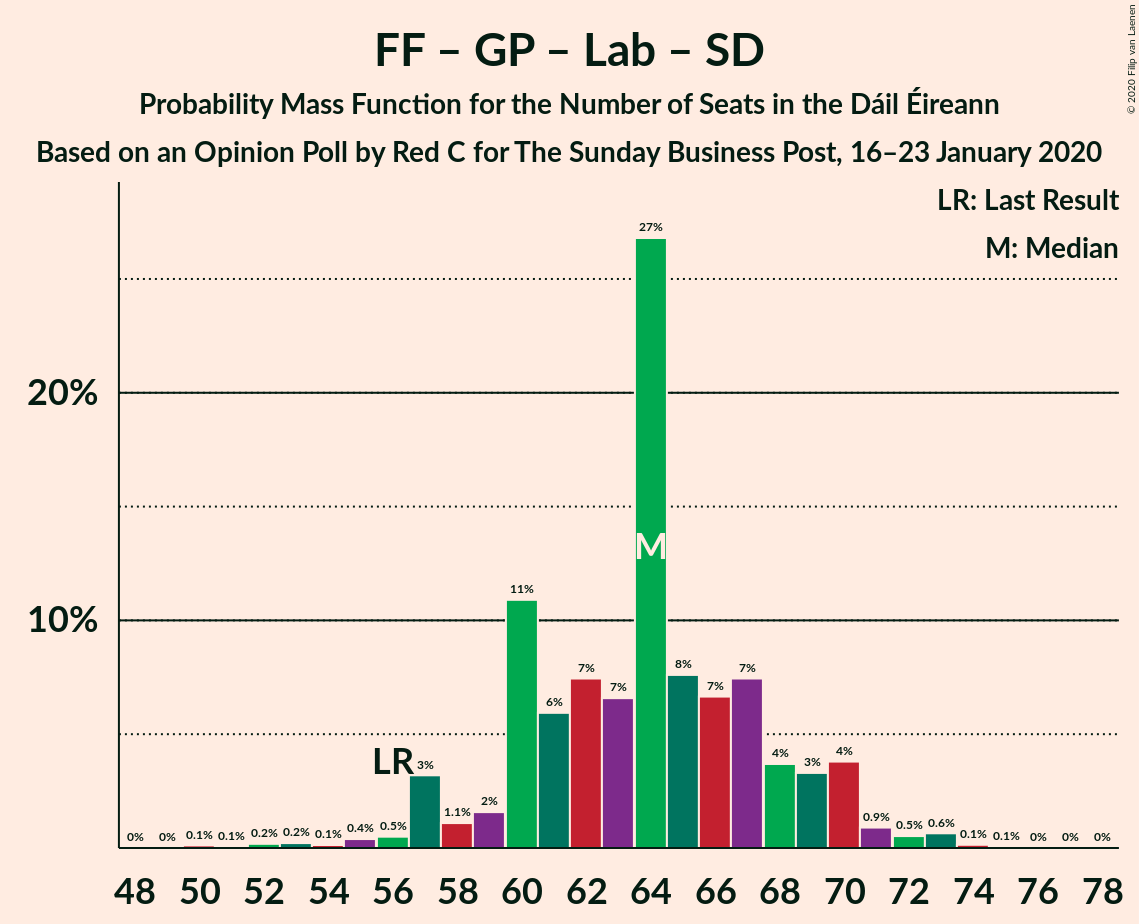 FF – GP – Lab – SD
Probability Mass Function for the Number of Seats in the Dáil Éireann
Based on an Opinion Poll by Red C for The Sunday Business Post, 16–23 January 2020
© 2020 Filip van Laenen
LR: Last Result
M: Median
20%
10%
0% 0% 0.1% 0.1% 0.2% 0.2% 0.1% 0.4% 0.5% 3% 1.1% 2% 11% 6% 7% 7% 27% 8% 7% 7% 4% 3% 4% 0.9% 0.5% 0.6% 0.1% 0.1% 0% 0% 0%
LR
M
48 50 52 54 56 58 60 62 64 66 68 70 72 74 76 78